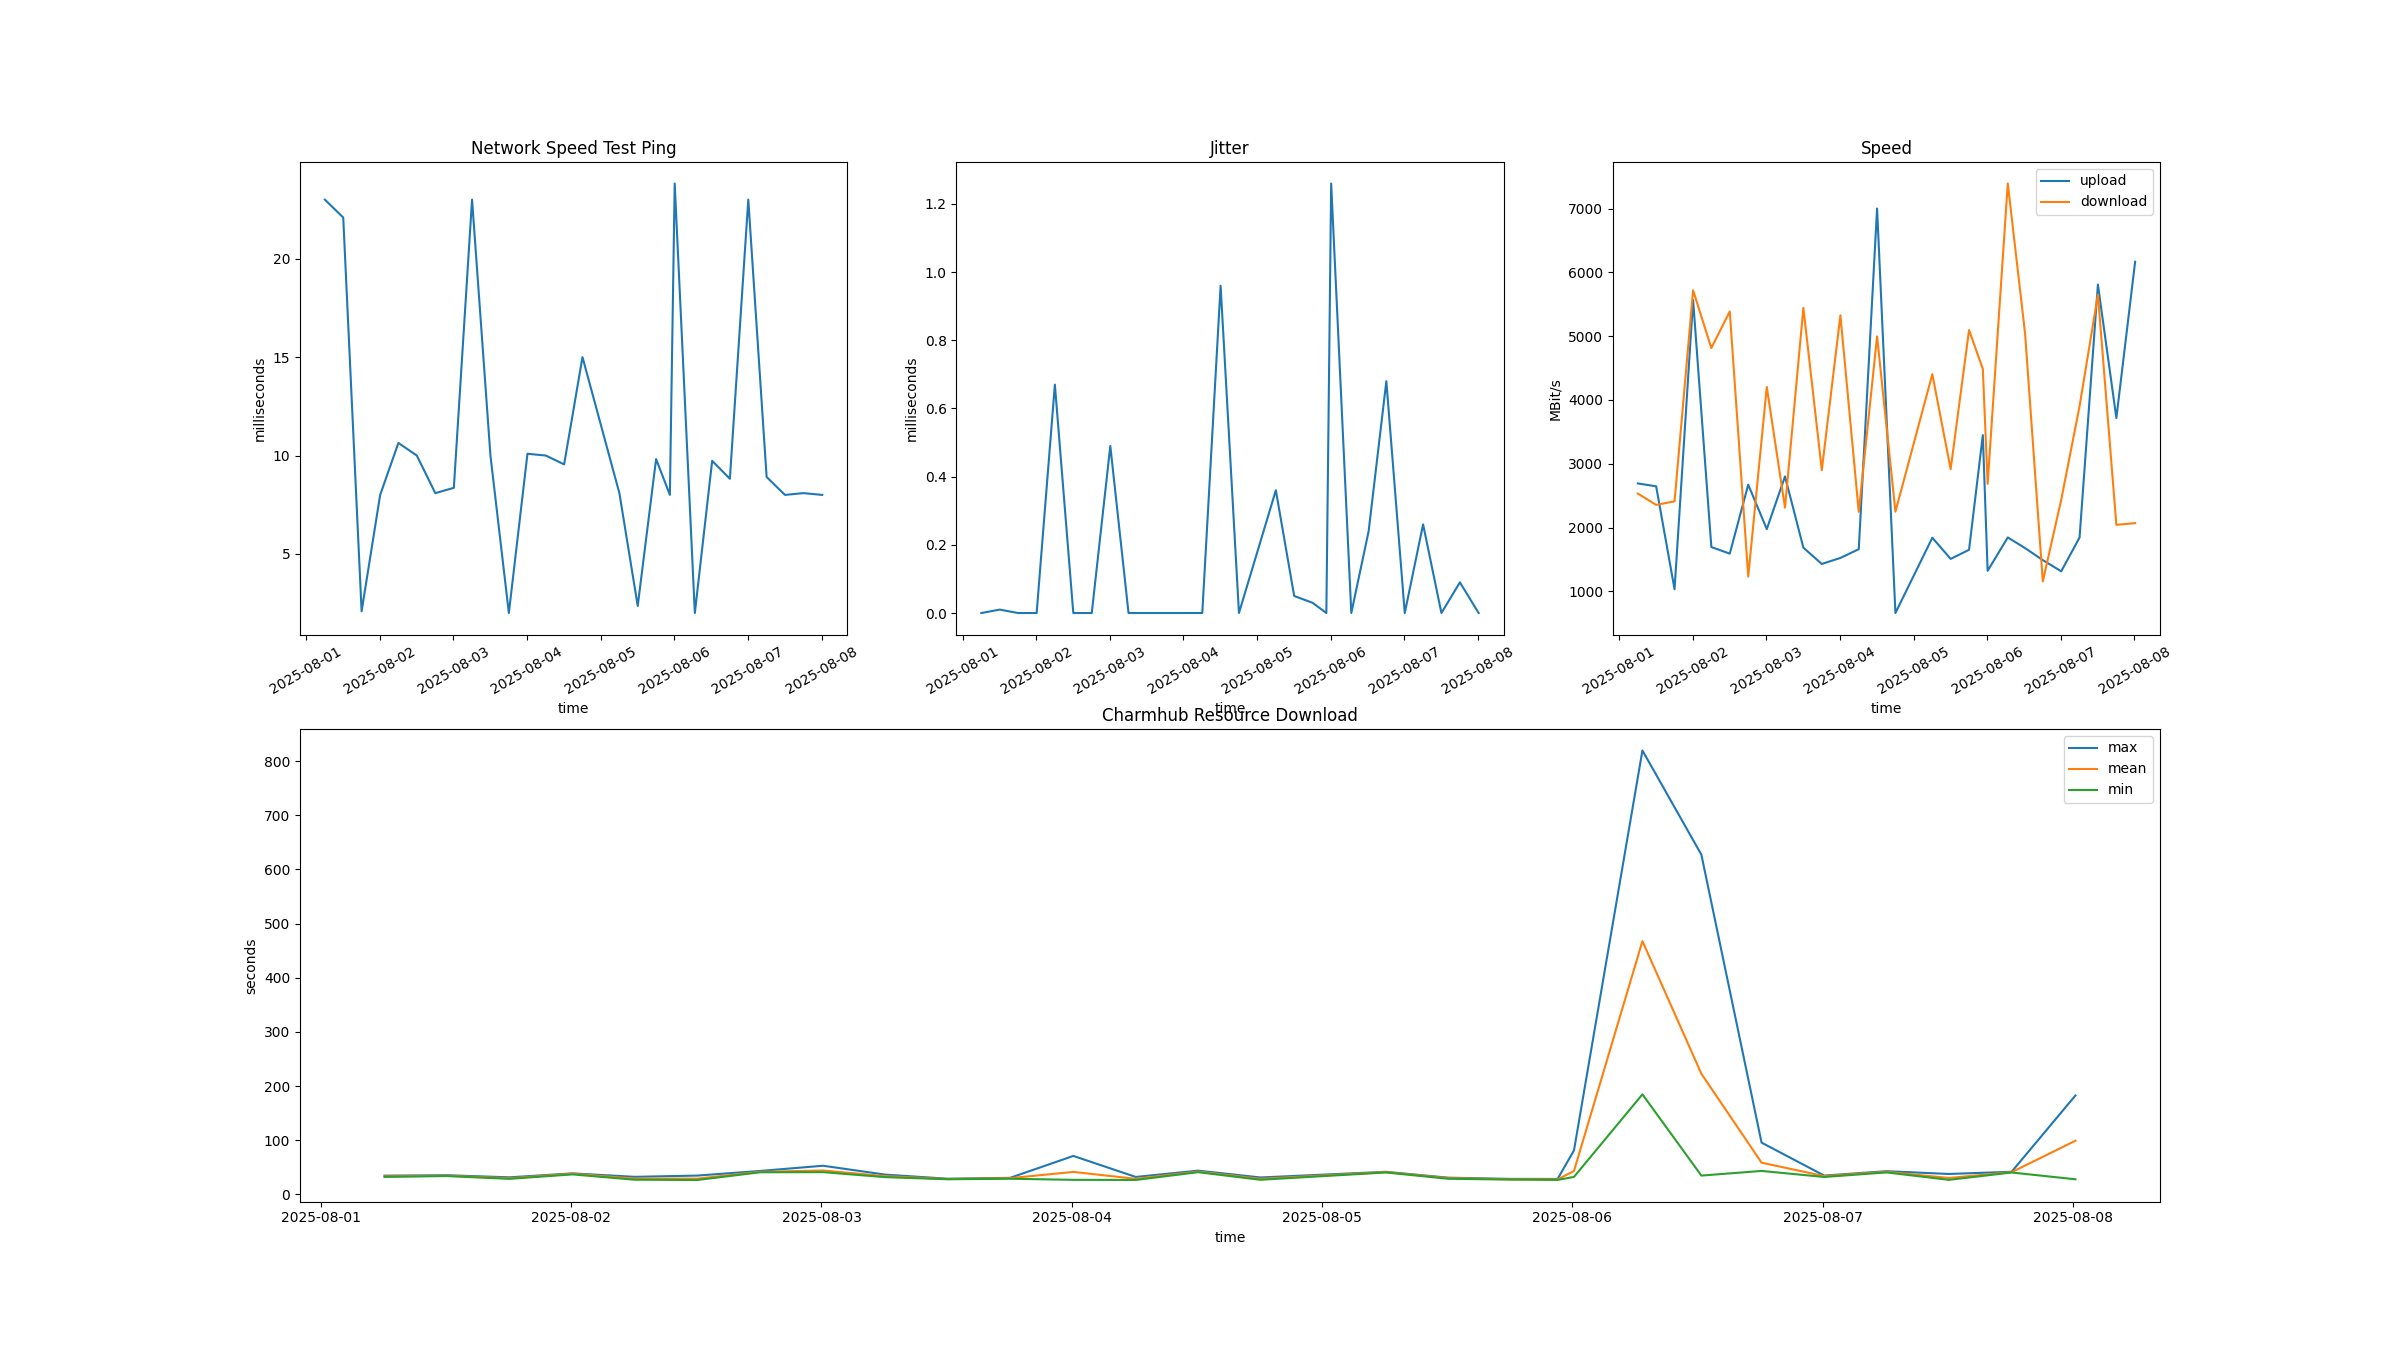 Network Speed Test Ping
milliseconds
20
15
10
5
2025-08-01 2025-08-02 2025-08-03 2025-08-04 2025-08-05 2025-08-06 2025-08-07 2025-08-08
time
Jitter
milliseconds
1.2
1.0
0.8
0.6
0.4
0.2
0.0
2025-08-01 2025-08-02 2025-08-03 2025-08-04 2025-08-05 2025-08-06 2025-08-07 2025-08-08
time
Speed
upload
download
MBit/s
7000
6000
5000
4000
3000
2000
1000
2025-08-01 2025-08-02 2025-08-03 2025-08-04 2025-08-05 2025-08-06 2025-08-07 2025-08-08
time
Charmhub Resource Download
max
mean
min
seconds
800
700
600
500
400
300
200
100
0
2025-08-01 2025-08-02 2025-08-03 2025-08-04 2025-08-05 2025-08-06 2025-08-07 2025-08-08
time